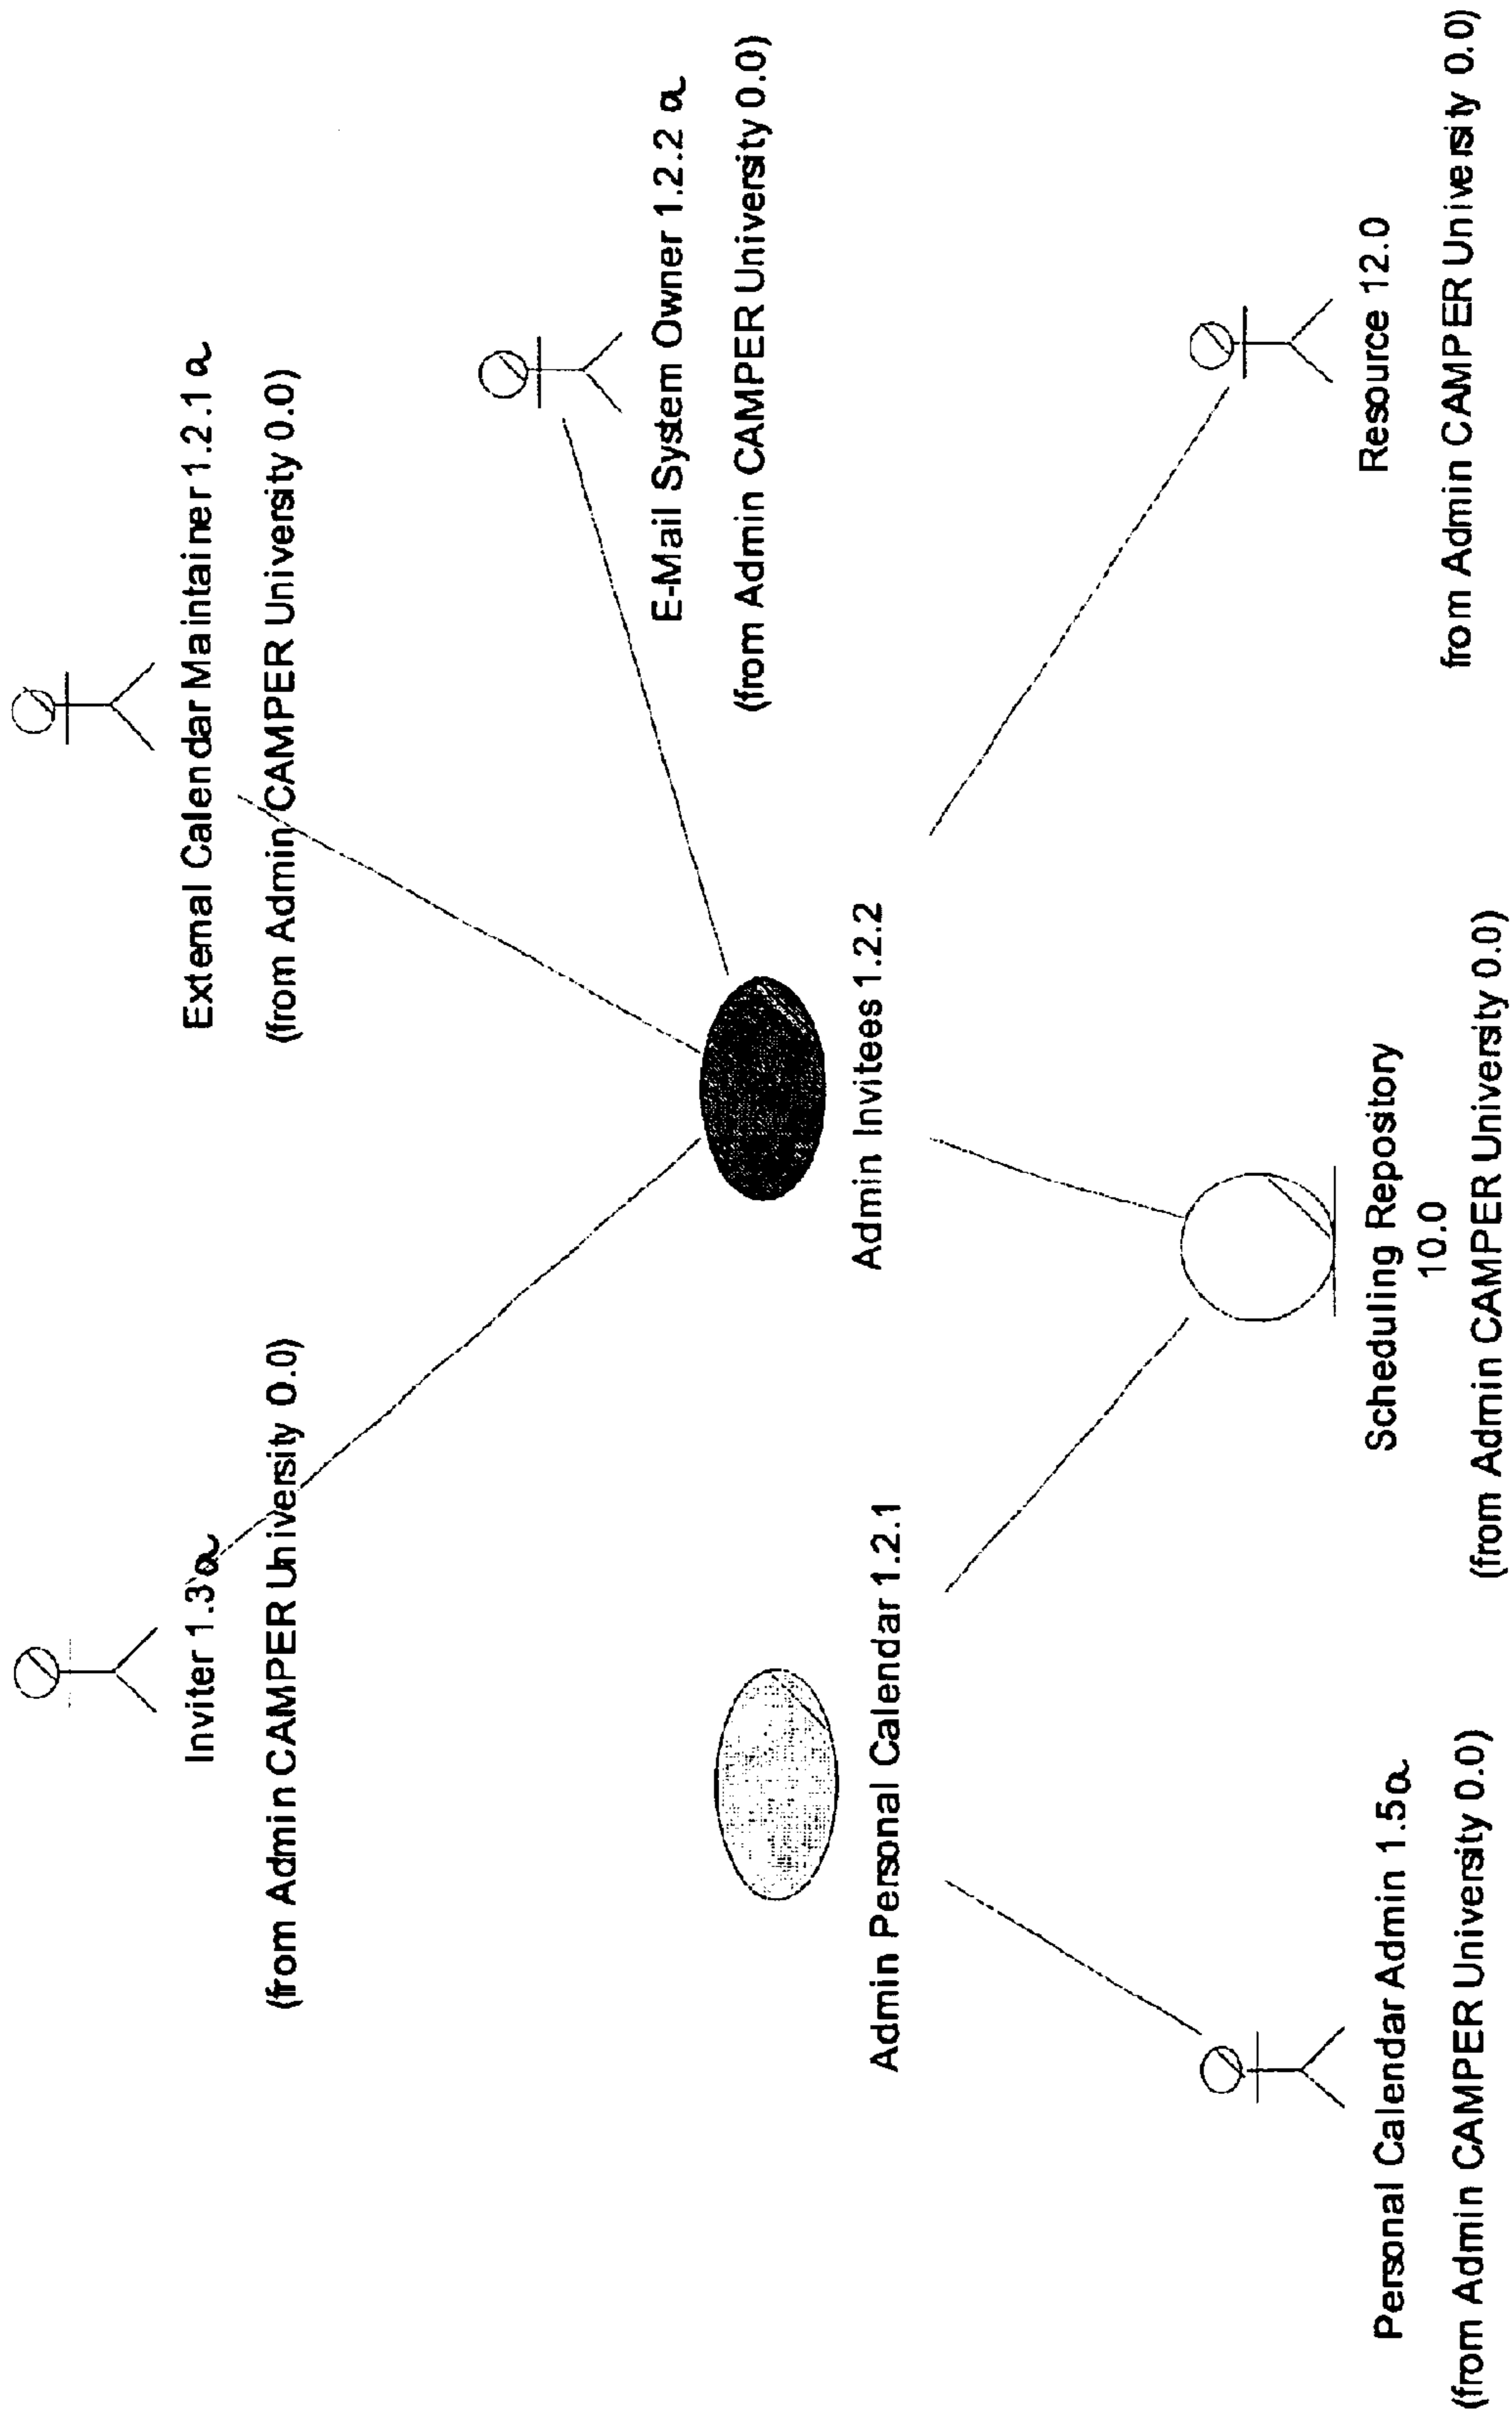 Inviter 1.3a
(from Admin CAMPER University 0.0)
External Calendar Maintainer 1.2.1 a
(from Admin CAMPER University 0.0)
E-Mail System Owner 1.2.2 a
(from Admin CAMPER University 0.0)
Admin Personal Calendar 1.2.1
Admin Invitees 1.2.2
Personal Calendar Admin 1.5a
(from Admin CAMPER University 0.0)
Scheduling Repository
10.0
(from Admin CAMPER University 0.0)
Resource 12.0
from Admin CAMPER University 0.0)